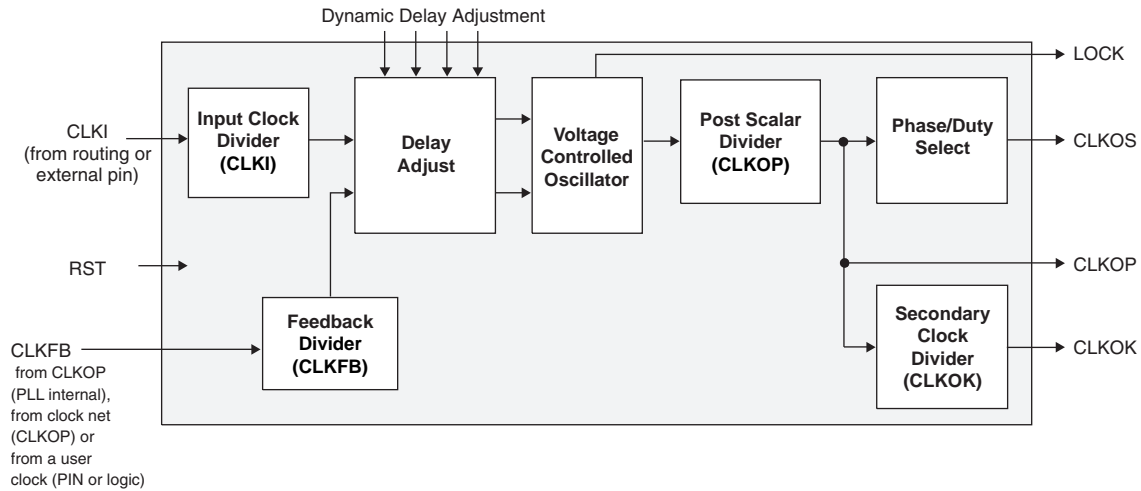 Dynamic Delay Adjustment
LOCK
CLKI
(from routing or
external pin)
Input Clock
Divider
(CLKI)
Delay
Adjust
Voltage
Controlled
Oscillator
Post Scalar
Divider
(CLKOP)
Phase/Duty
Select
CLKOS
RST
CLKOP
CLKFB
from CLKOP
(PLL internal),
from clock net
(CLKOP) or
from a user
clock (PIN or logic)
Feedback
Divider
(CLKFB)
Secondary
Clock
Divider
(CLKOK)
CLKOK